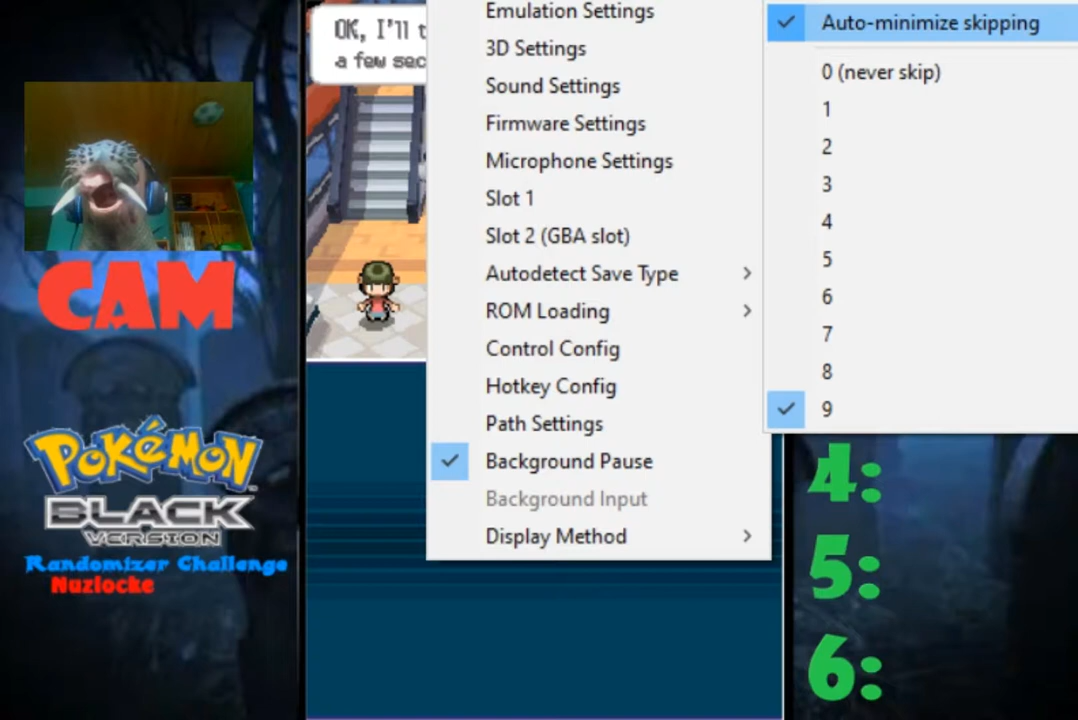 OK, I'll t
a few sec
CAM
POKéMON
BLACK
VERSION
Randomizer Challenge
Nuzlocke
Emulation Settings
3D Settings
Sound Settings
Firmware Settings
Microphone Settings
Slot 1
Slot 2 (GBA slot)
Autodetect Save Type
ROM Loading
Control Config
Hotkey Config
Path Settings
Background Pause
Background Input
Display Method
Auto-minimize skipping
0 (never skip)
1
2
3
4
5
6
7
8
9
4:
5:
6: